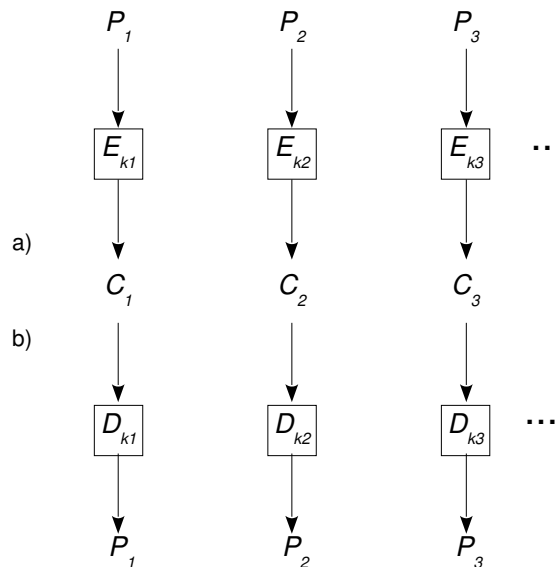 P1 P2 P3
Ek1 Ek2 Ek3 ..
a)
C1 C2 C3
b)
Dk1 Dk2 Dk3 ...
P1 P2 P3